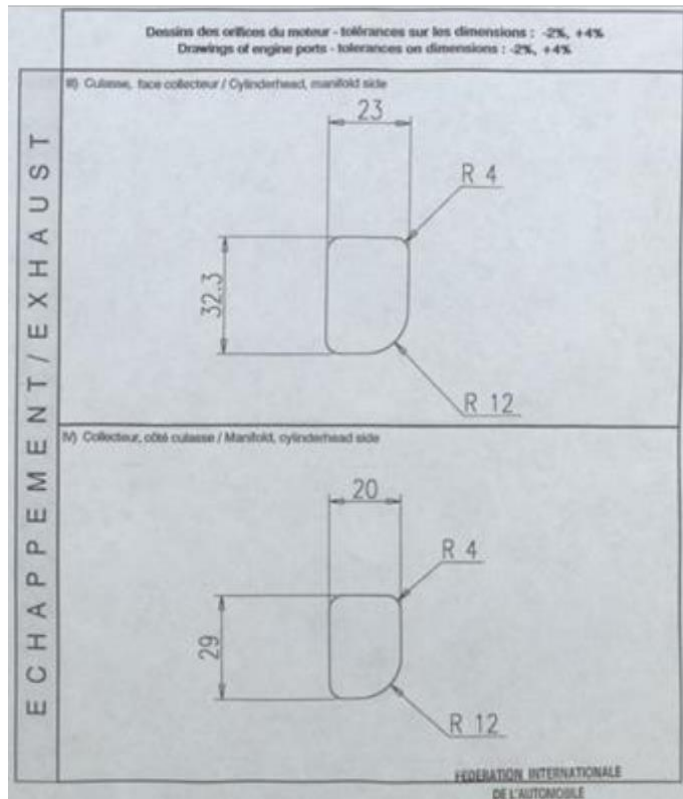 Dessins des orifices du moteur - tolérances sur les dimensions : -2%, +4%
Drawings of engine ports - tolerances on dimensions : -2%, +4%
ECHAPPEMENT/EXHAUST
III) Culasse, face collecteur / Cylinderhead, manifold side
23
R 4
32.3
R 12
IV) Collecteur, côté culasse / Manifold, cylinderhead side
20
R 4
29
R 12
FEDERATION INTERNATIONALE
DE L'AUTOMOBILE